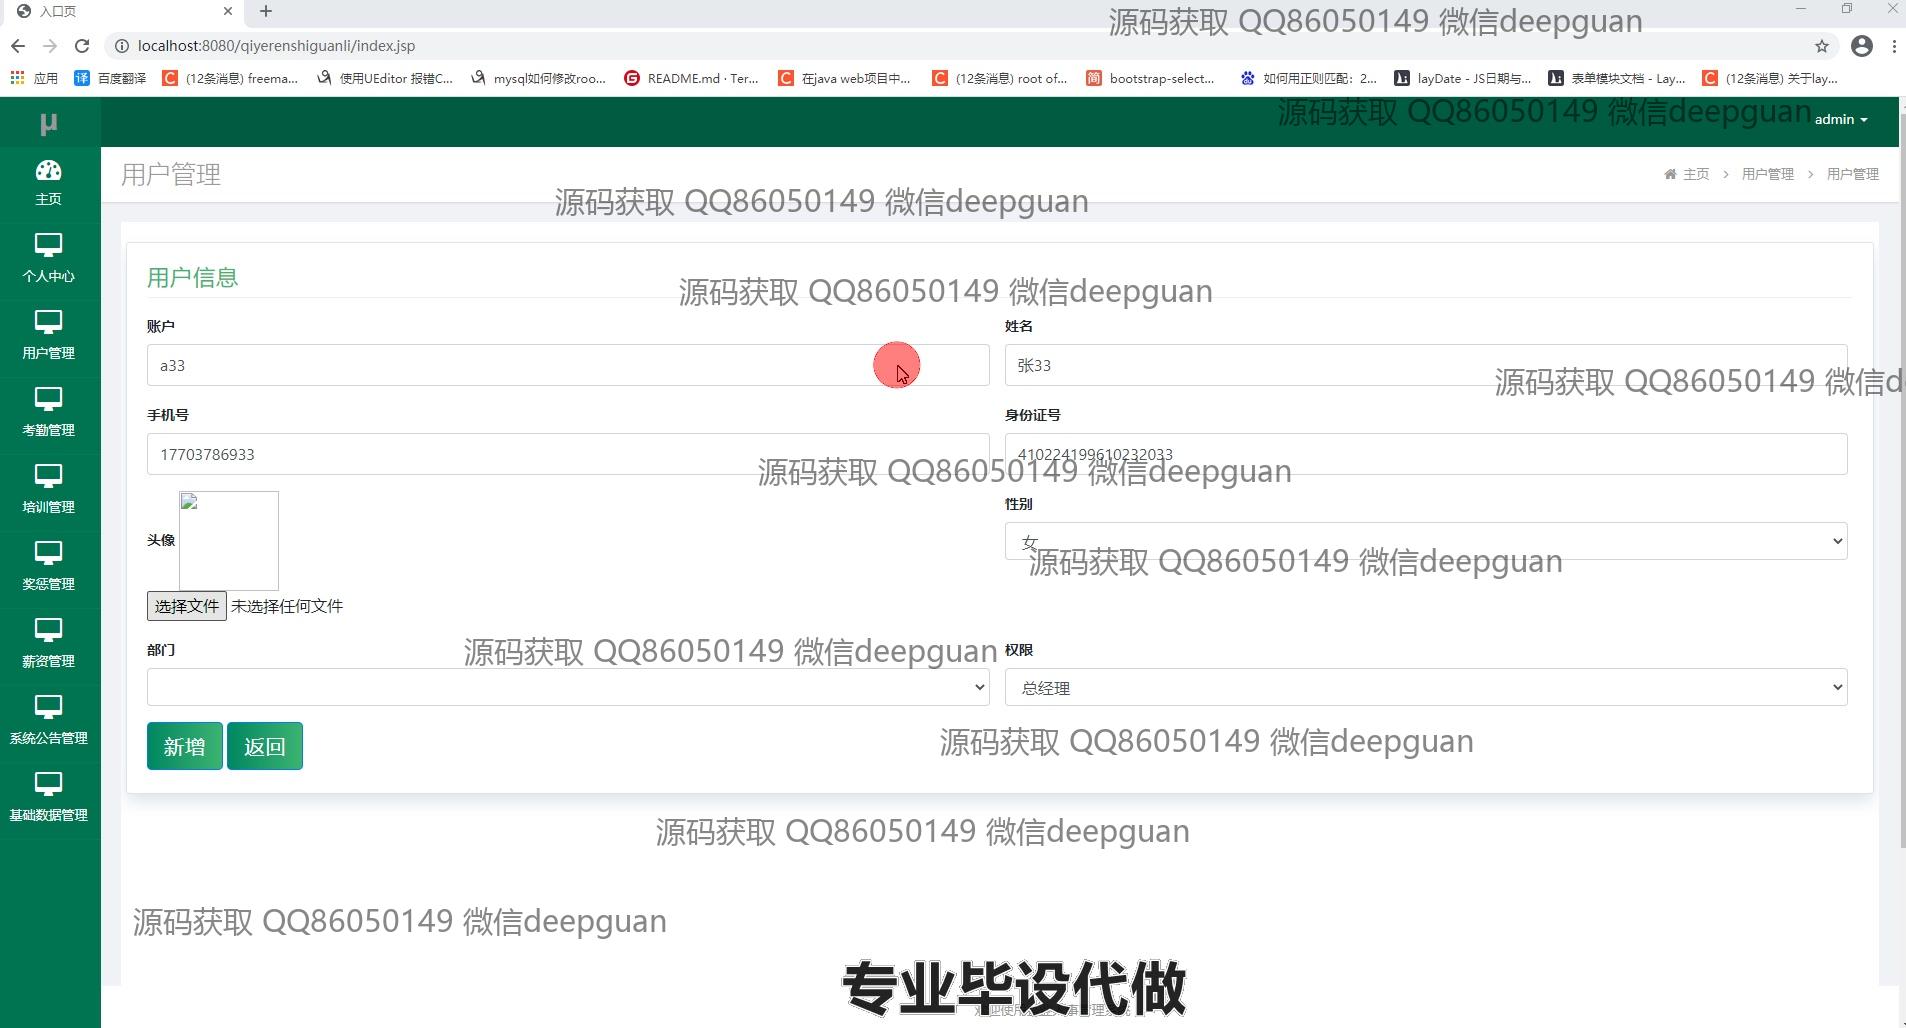 入口页
源码获取 QQ86050149 微信deepguan
localhost:8080/qiyerenshiguanli/index.jsp
应用 百度翻译 (12条消息) freema... 使用UEditor 报错C... mysql如何修改roo... README.md · Ter... 在java web项目中... (12条消息) root of... bootstrap-select... 如何用正则匹配：2... layDate - JS日期与... 表单模块文档 - Lay... (12条消息) 关于lay...
μ
源码获取 QQ86050149 微信deepguan
admin
主页
用户管理
主页 > 用户管理 > 用户管理
源码获取 QQ86050149 微信deepguan
个人中心
用户信息
源码获取 QQ86050149 微信deepguan
账户
姓名
用户管理
a33
张33
源码获取 QQ86050149 微信d
手机号
身份证号
考勤管理
17703786933
410224199610232033
源码获取 QQ86050149 微信deepguan
培训管理
性别
头像
女
源码获取 QQ86050149 微信deepguan
奖惩管理
选择文件 未选择任何文件
部门
源码获取 QQ86050149 微信deepguan
权限
薪资管理
总经理
系统公告管理
新增 返回
源码获取 QQ86050149 微信deepguan
基础数据管理
源码获取 QQ86050149 微信deepguan
源码获取 QQ86050149 微信deepguan
专业毕设代做